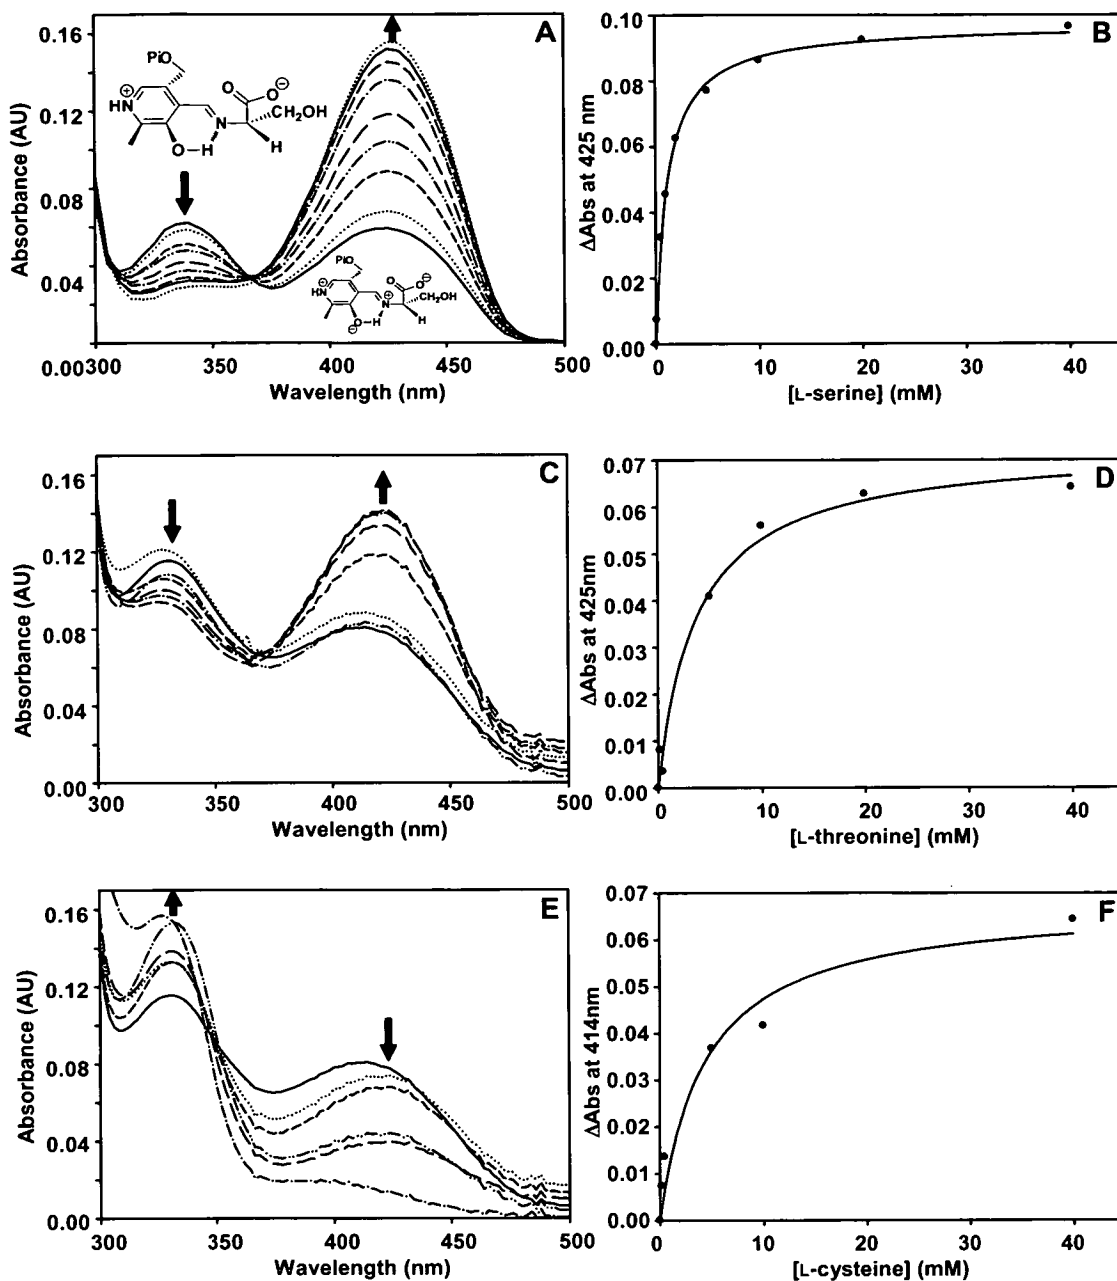 A
0.16
0.12
0.08
0.04
0.00
300
350
400
450
500
Absorbance (AU)
Wavelength (nm)
PiO
HN
⊕
O
O
⊖
CH2OH
N
H
O
H
PiO
HN
⊕
O
O
⊖
CH2OH
N
⊕
H
O
⊖
H
B
0.10
0.08
0.06
0.04
0.02
0.00
0
10
20
30
40
ΔAbs at 425 nm
[L-serine] (mM)
C
0.16
0.12
0.08
0.04
0.00
300
350
400
450
500
Absorbance (AU)
Wavelength (nm)
D
0.07
0.06
0.05
0.04
0.03
0.02
0.01
0.00
0
10
20
30
40
ΔAbs at 425nm
[L-threonine] (mM)
E
0.16
0.12
0.08
0.04
0.00
300
350
400
450
500
Absorbance (AU)
Wavelength (nm)
F
0.07
0.06
0.05
0.04
0.03
0.02
0.01
0.00
0
10
20
30
40
ΔAbs at 414nm
[L-cysteine] (mM)